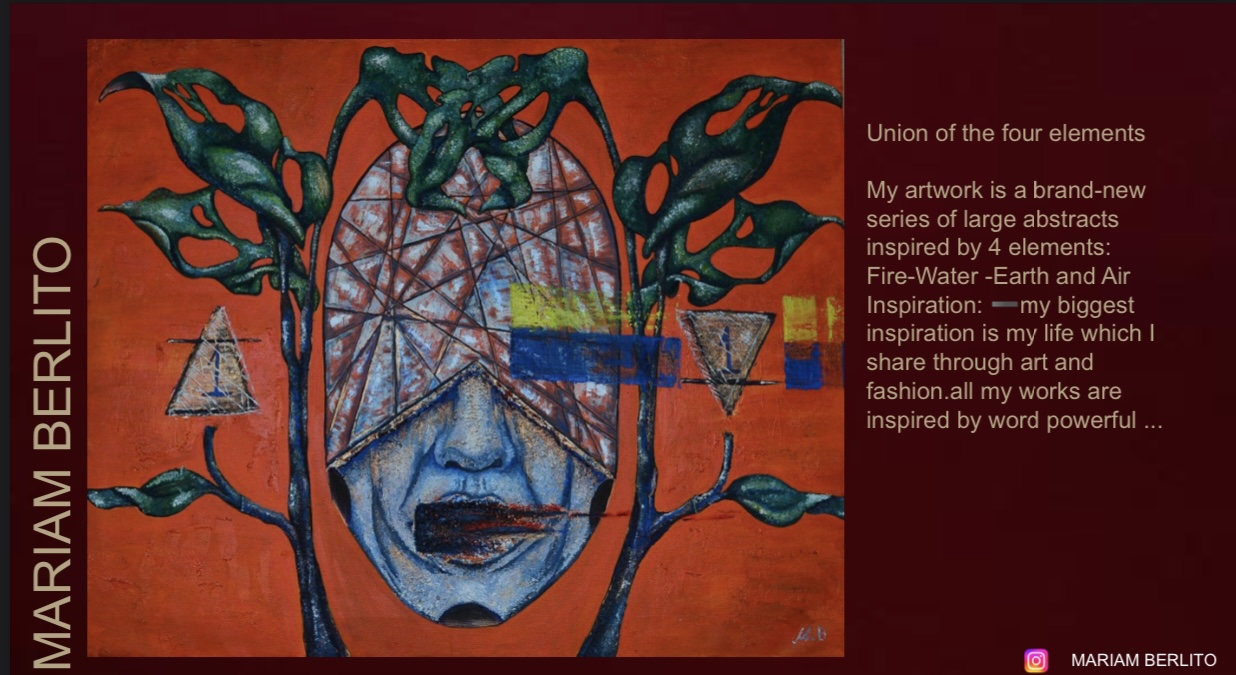 MARIAM BERLITO
Union of the four elements
My artwork is a brand-new
series of large abstracts
inspired by 4 elements:
Fire-Water -Earth and Air
Inspiration: ➖my biggest
inspiration is my life which I
share through art and
fashion.all my works are
inspired by word powerful ...
MARIAM BERLITO